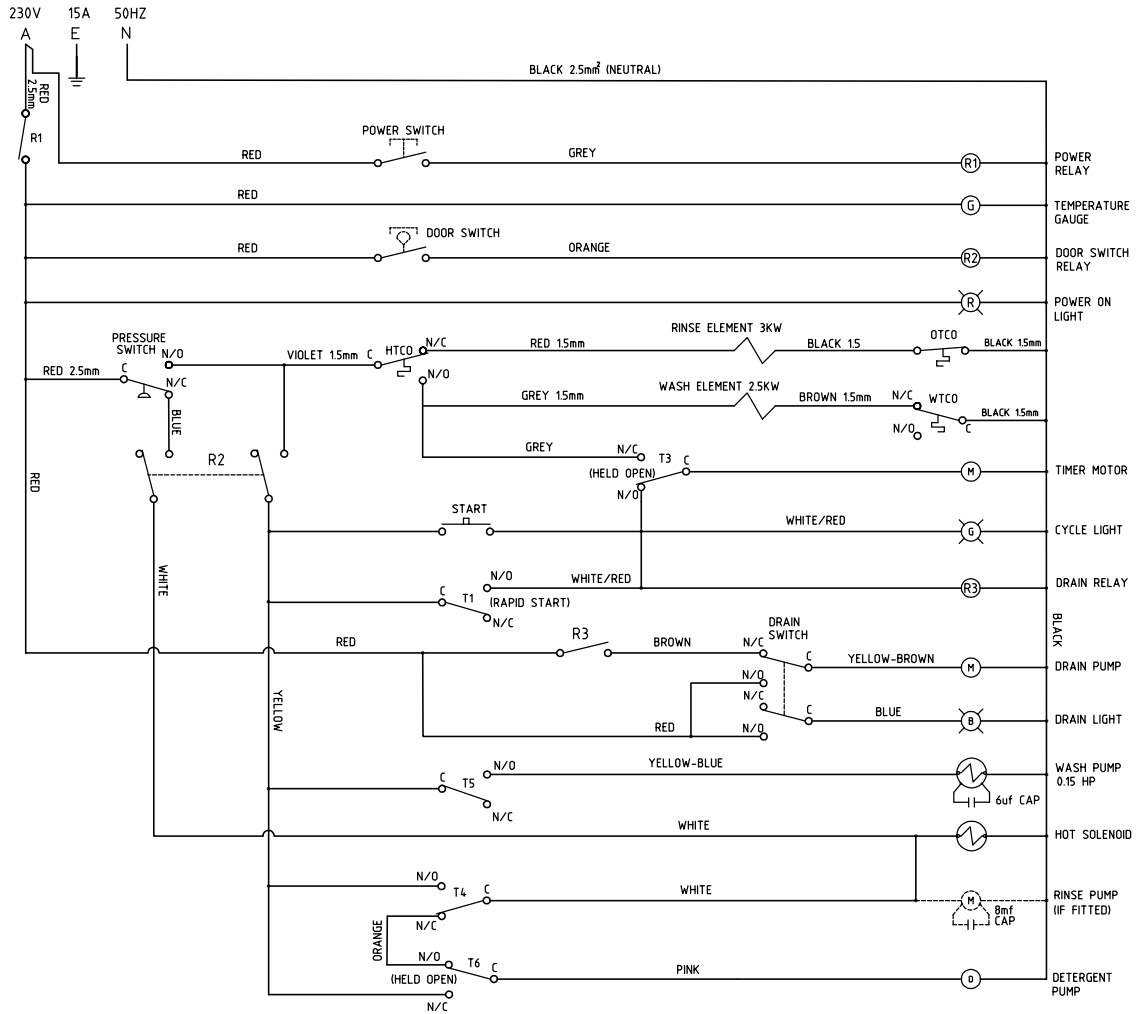 230V 15A 50HZ
A E N
BLACK 2.5mm² (NEUTRAL)
RED
2.5mm
R1
POWER SWITCH
RED
GREY
R1
POWER
RELAY
RED
G
TEMPERATURE
GAUGE
DOOR SWITCH
RED
ORANGE
R2
DOOR SWITCH
RELAY
R
POWER ON
LIGHT
PRESSURE
SWITCH
N/O
RED 2.5mm
C
N/C
BLUE
VIOLET 1.5mm
C
HTCO
N/C
N/O
RED 1.5mm
RINSE ELEMENT 3KW
BLACK 1.5
OTCO
BLACK 1.5mm
GREY 1.5mm
WASH ELEMENT 2.5KW
BROWN 1.5mm
N/C
WTCO
N/O
C
BLACK 1.5mm
R2
RED
GREY
N/C
T3
C
(HELD OPEN)
N/O
M
TIMER MOTOR
START
WHITE/RED
G
CYCLE LIGHT
WHITE
N/O
WHITE/RED
C
T1
(RAPID START)
N/C
R3
DRAIN RELAY
BLACK
RED
R3
BROWN
DRAIN
SWITCH
N/C
C
YELLOW-BROWN
M
DRAIN PUMP
N/O
N/C
YELLOW
RED
C
N/O
BLUE
B
DRAIN LIGHT
N/O
YELLOW-BLUE
C
T5
N/C
WASH PUMP
0.15 HP
6uf CAP
WHITE
HOT SOLENOID
N/O
T4
C
WHITE
N/C
M
8mf
CAP
RINSE PUMP
(IF FITTED)
ORANGE
N/O
T6
C
(HELD OPEN)
N/C
PINK
D
DETERGENT
PUMP